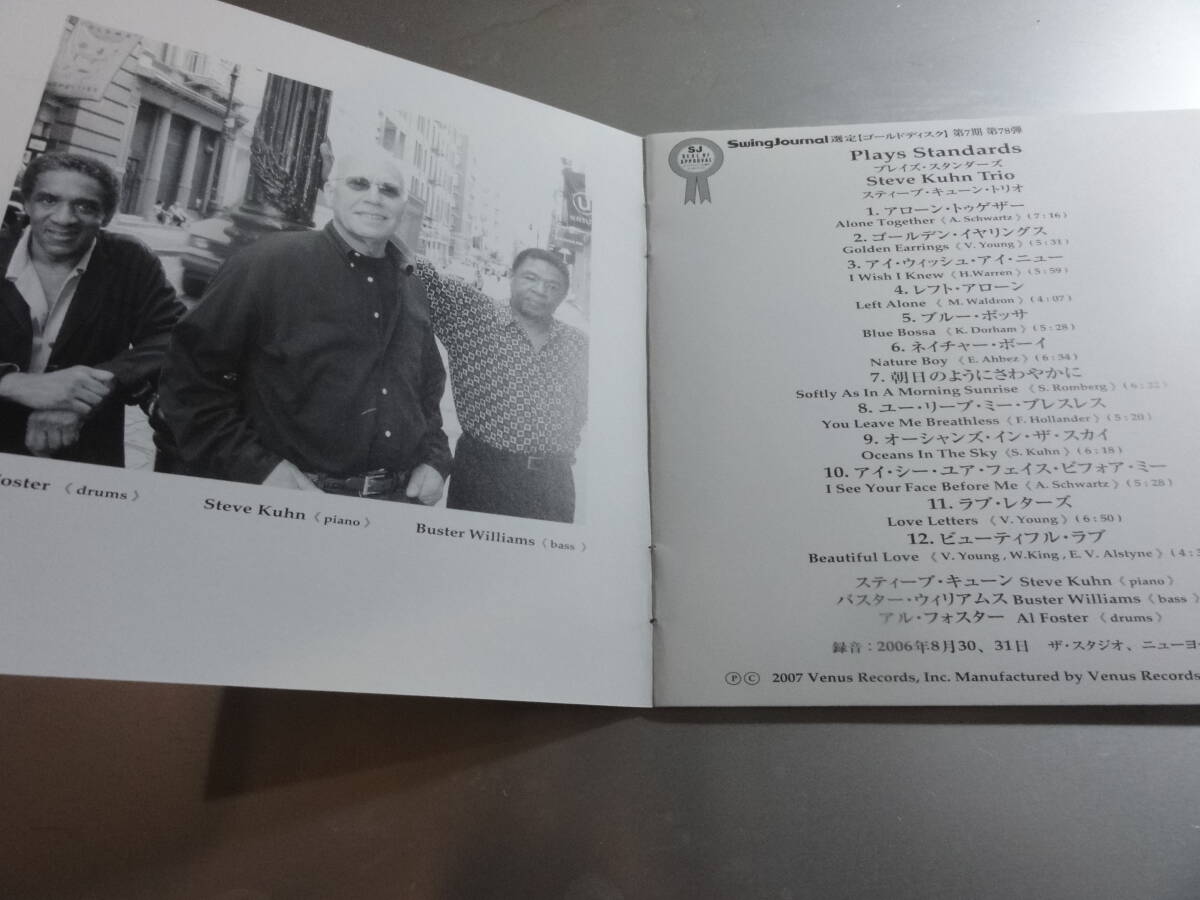 oster 《 drums 》
Steve Kuhn《 piano 》
Buster Williams《 bass 》
SJ
SEAL OF
APPROVAL
SwingJournal 選定【ゴールドディスク】 第7期 第78弾
Plays Standards
プレイズ・スタンダーズ
Steve Kuhn Trio
スティーブ・キューン・トリオ
1. アローン・トゥゲザー
Alone Together《 A. Schwartz 》( 7 : 16 )
2. ゴールデン・イヤリングス
Golden Earrings《 V. Young 》( 5 : 31 )
3. アイ・ウィッシュ・アイ・ニュー
I Wish I Knew《 H.Warren 》( 5 : 59 )
4. レフト・アローン
Left Alone《 M. Waldron 》( 4 : 07 )
5. ブルー・ボッサ
Blue Bossa《 K. Dorham 》( 5 : 28 )
6. ネイチャー・ボーイ
Nature Boy《 E. Ahbez 》( 6 : 34 )
7. 朝日のようにさわやかに
Softly As In A Morning Sunrise《 S. Romberg 》
8. ユー・リーブ・ミー・ブレスレス
You Leave Me Breathless《 F. Hollander 》( 5 : 20 )
9. オーシャンズ・イン・ザ・スカイ
Oceans In The Sky《S. Kuhn 》( 6 : 18 )
10. アイ・シー・ユア・フェイス・ビフォア・ミー
I See Your Face Before Me《 A. Schwartz 》( 5 : 28 )
11. ラブ・レターズ
Love Letters《 V. Young 》( 6 : 50 )
12. ビューティフル・ラブ
Beautiful Love《 V. Young , W.King , E. V. Alstyne 》( 4 :
スティーブ・キューン Steve Kuhn《 piano 》
バスター・ウィリアムス Buster Williams《 bass 》
アル・フォスター Al Foster 《 drums 》
録音：2006年8月30、31日 ザ・スタジオ、ニューヨ
Ⓟ Ⓒ 2007 Venus Records, Inc. Manufactured by Venus Records